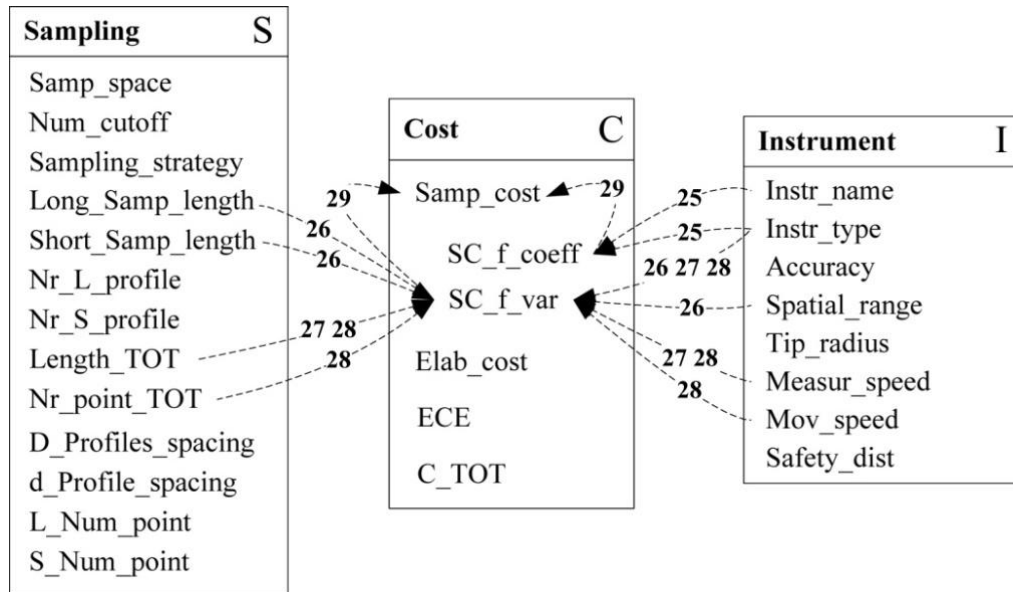 Sampling S
Samp_space
Num_cutoff
Sampling_strategy
Long_Samp_length
Short_Samp_length
Nr_L_profile
Nr_S_profile
Length_TOT
Nr_point_TOT
D_Profiles_spacing
d_Profile_spacing
L_Num_point
S_Num_point
29
26
26
27 28
28
Cost C
Samp_cost
SC_f_coeff
SC_f_var
Elab_cost
ECE
C_TOT
29
25
25
26 27 28
26
27 28
28
Instrument I
Instr_name
Instr_type
Accuracy
Spatial_range
Tip_radius
Measur_speed
Mov_speed
Safety_dist